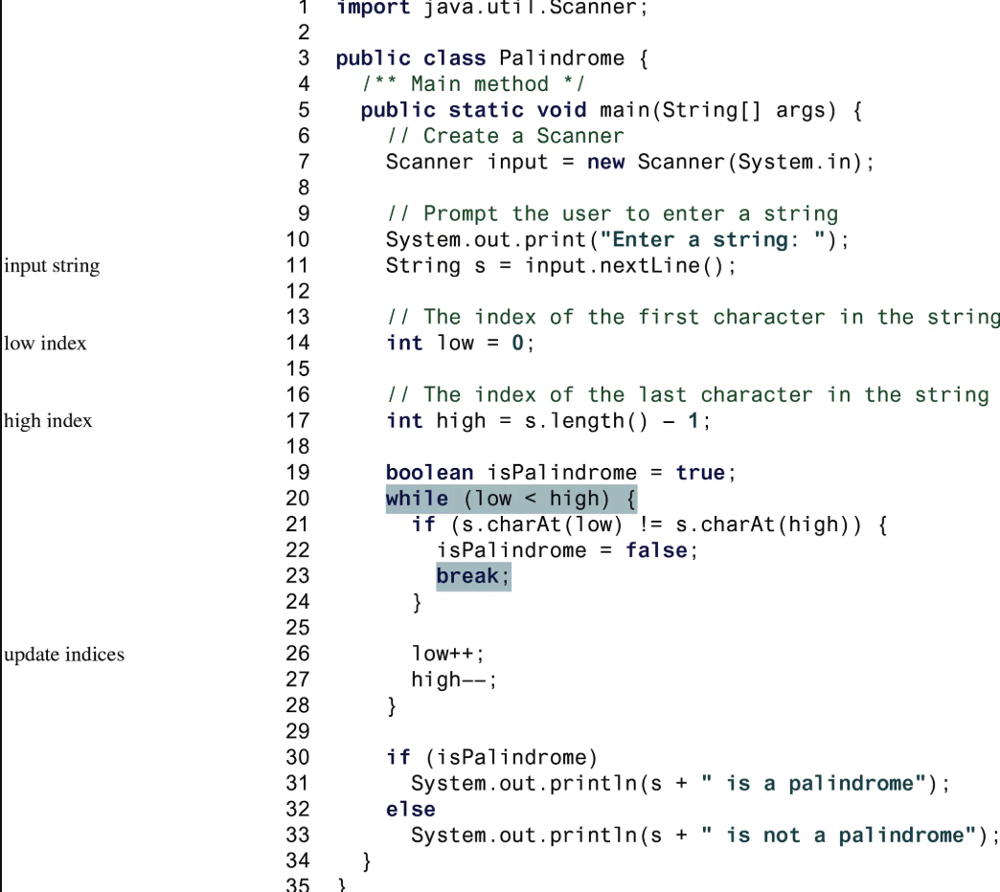 1 import java.util.Scanner;
2
3 public class Palindrome {
4 /** Main method */
5 public static void main(String[] args) {
6 // Create a Scanner
7 Scanner input = new Scanner(System.in);
8
9 // Prompt the user to enter a string
10 System.out.print("Enter a string: ");
input string 11 String s = input.nextLine();
12
13 // The index of the first character in the string
low index 14 int low = 0;
15
16 // The index of the last character in the string
high index 17 int high = s.length() – 1;
18
19 boolean isPalindrome = true;
20 while (low < high) {
21 if (s.charAt(low) != s.charAt(high)) {
22 isPalindrome = false;
23 break;
24 }
25
update indices 26 low++;
27 high––;
28 }
29
30 if (isPalindrome)
31 System.out.println(s + " is a palindrome");
32 else
33 System.out.println(s + " is not a palindrome");
34 }
35 }